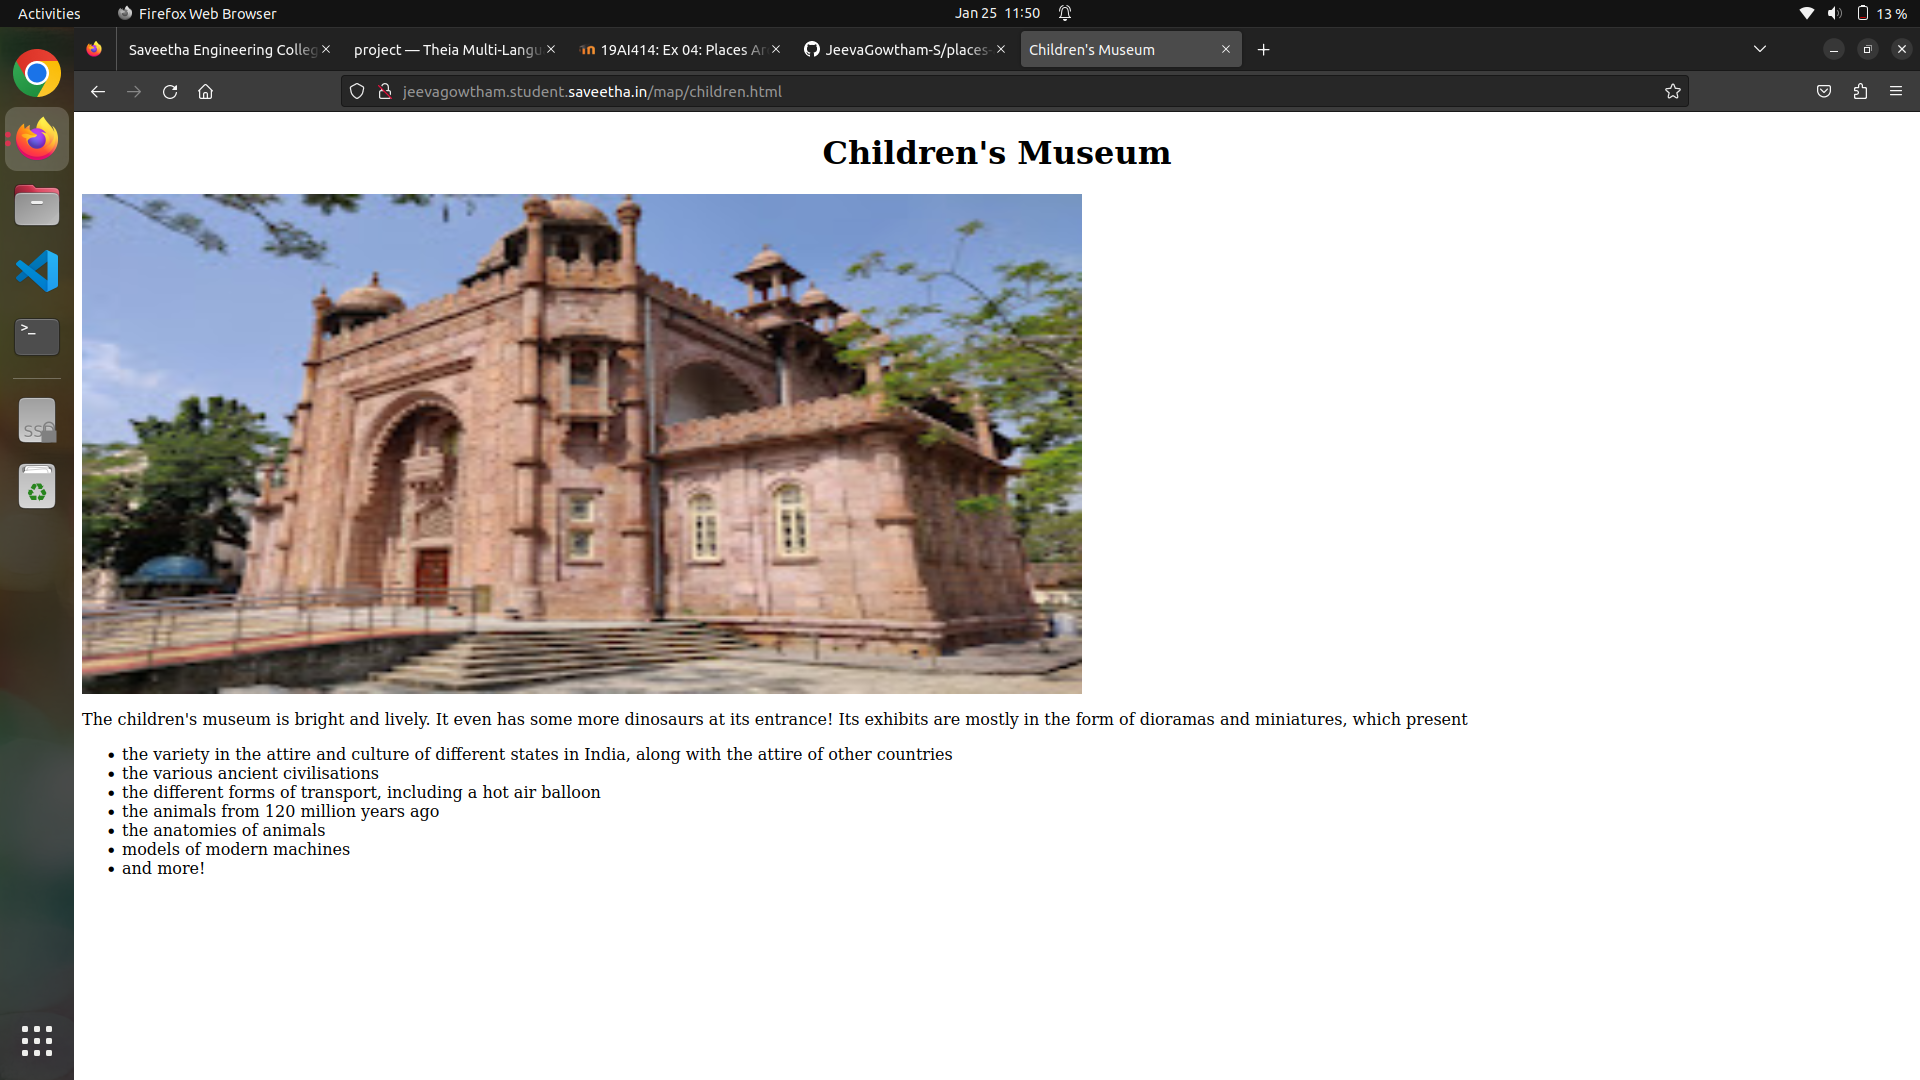 Activities
Firefox Web Browser
Jan 25 11:50
13 %
Saveetha Engineering Colleg
project — Theia Multi-Langu
19AI414: Ex 04: Places Ar
JeevaGowtham-S/places-
Children's Museum
jeevagowtham.student.saveetha.in/map/children.html
Children's Museum
The children's museum is bright and lively. It even has some more dinosaurs at its entrance! Its exhibits are mostly in the form of dioramas and miniatures, which present
• the variety in the attire and culture of different states in India, along with the attire of other countries
• the various ancient civilisations
• the different forms of transport, including a hot air balloon
• the animals from 120 million years ago
• the anatomies of animals
• models of modern machines
• and more!
>_